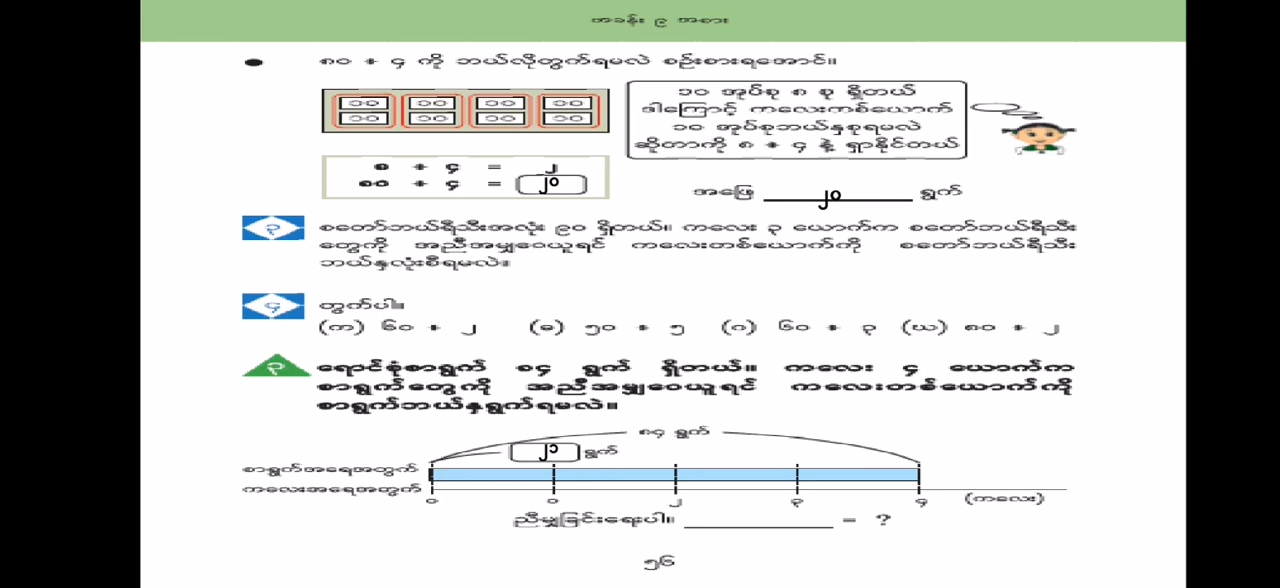 အခန်း ၉ အစား
● ၈၀ ÷ ၄ ကို ဘယ်လိုတွက်ရမလဲ စဉ်းစားရအောင်။
၁၀ ၁၀ ၁၀ ၁၀
၁၀ ၁၀ ၁၀ ၁၀
၁၀ အုပ်စု ၈ စု ရှိတယ်
ဒါကြောင့် ကလေးတစ်ယောက်
၁၀ အုပ်စုဘယ်နှစုရမလဲ
ဆိုတာကို ၈ ÷ ၄ နဲ့ ရှာနိုင်တယ်
၈ ÷ ၄ = ၂
၈၀ ÷ ၄ = ၂၀
အဖြေ ၂၀ ရွက်
၃ စတော်ဘယ်ရီသီးအလုံး ၉၀ ရှိတယ်။ ကလေး ၃ ယောက်က စတော်ဘယ်ရီသီး
တွေကို အညီအမျှဝေယူရင် ကလေးတစ်ယောက်ကို စတော်ဘယ်ရီသီး
ဘယ်နှလုံးစီရမလဲ။
၄ တွက်ပါ။
(က) ၆၀ ÷ ၂ (ခ) ၅၀ ÷ ၅ (ဂ) ၆၀ ÷ ၃ (ဃ) ၈၀ ÷ ၂
၃ ရောင်စုံစာရွက် ၈၄ ရွက် ရှိတယ်။ ကလေး ၄ ယောက်က
စာရွက်တွေကို အညီအမျှဝေယူရင် ကလေးတစ်ယောက်ကို
စာရွက်ဘယ်နှရွက်ရမလဲ။
၈၄ ရွက်
၂၁ ရွက်
စာရွက်အရေအတွက်
ကလေးအရေအတွက်
၀ ၁ ၂ ၃ ၄ (ကလေး)
ညီမျှခြင်းရေးပါ။ = ?
၅၆